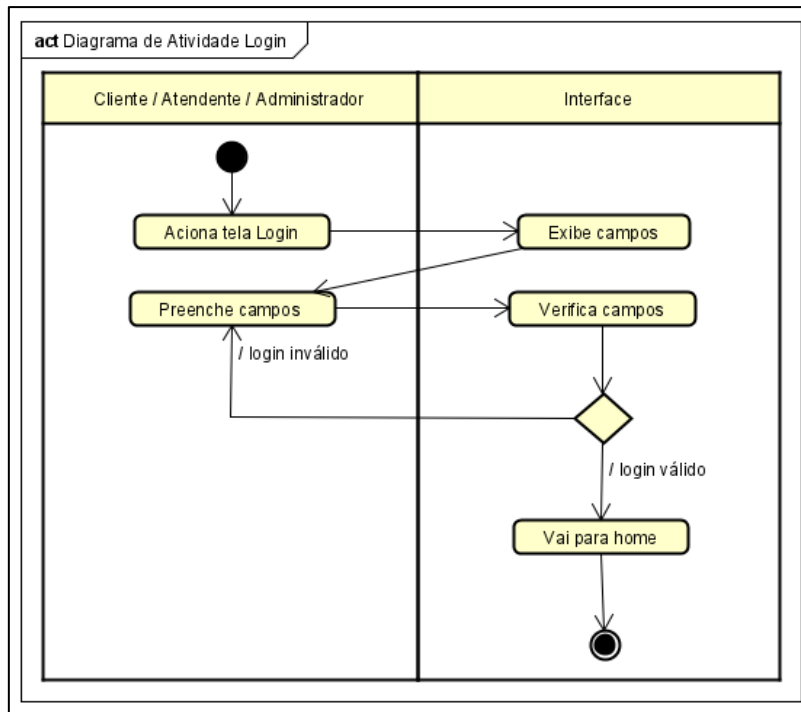 act Diagrama de Atividade Login
Cliente / Atendente / Administrador
Interface
Aciona tela Login
Exibe campos
Preenche campos
Verifica campos
/ login inválido
/ login válido
Vai para home